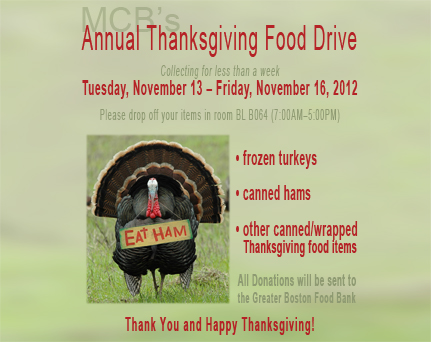 MCB's
Annual Thanksgiving Food Drive
Collecting for less than a week
Tuesday, November 13 – Friday, November 16, 2012
Please drop off your items in room BL B064 (7:00AM–5:00PM)
• frozen turkeys
• canned hams
EAT HAM
• other canned/wrapped
Thanksgiving food items
All Donations will be sent to
the Greater Boston Food Bank
Thank You and Happy Thanksgiving!